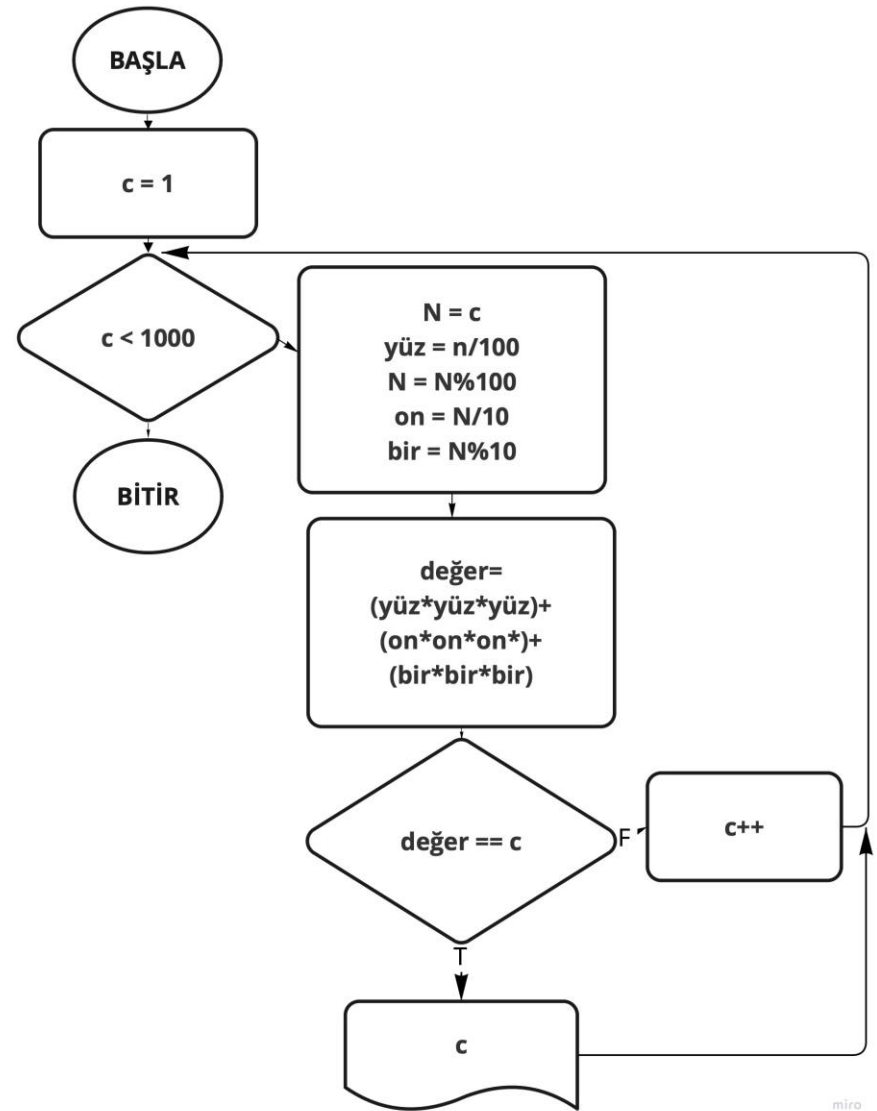 BAŞLA
c = 1
c < 1000
N = c
yüz = n/100
N = N%100
on = N/10
bir = N%10
BİTİR
değer=
(yüz*yüz*yüz)+
(on*on*on*)+
(bir*bir*bir)
değer == c
F
c++
T
c
miro